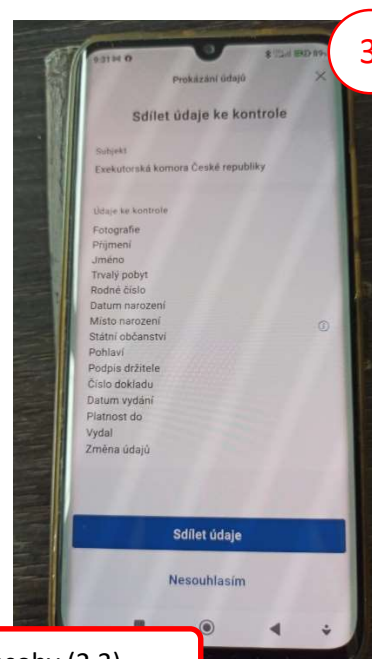 3
Prokázání údajů
Sdílet údaje ke kontrole
Subjekt
Exekutorská komora České republiky
Údaje ke kontrole
Fotografie
Příjmení
Jméno
Trvalý pobyt
Rodné číslo
Datum narození
Místo narození
Státní občanství
Pohlaví
Podpis držitele
Číslo dokladu
Datum vydání
Platnost do
Vydal
Změna údajů
Sdílet údaje
Nesouhlasím